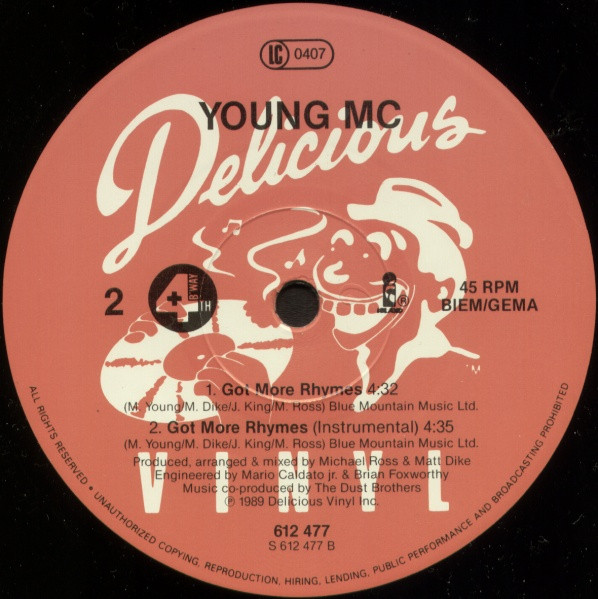 LC 0407
YOUNG MC
Delicious
2
4
+
B'WAY
TH
ISLAND ®
45 RPM
BIEM/GEMA
1. Got More Rhymes 4:32
(M. Young/M. Dike/J. King/M. Ross) Blue Mountain Music Ltd.
2. Got More Rhymes (Instrumental) 4:35
(M. Young/M. Dike/J. King/M. Ross) Blue Mountain Music Ltd.
Produced, arranged & mixed by Michael Ross & Matt Dike
Engineered by Mario Caldato jr. & Brian Foxworthy
Music co-produced by The Dust Brothers
℗ 1989 Delicious Vinyl Inc.
VINYL
612 477
S 612 477 B
ALL RIGHTS RESERVED • UNAUTHORIZED COPYING, REPRODUCTION, HIRING, LENDING, PUBLIC PERFORMANCE AND BROADCASTING PROHIBITED